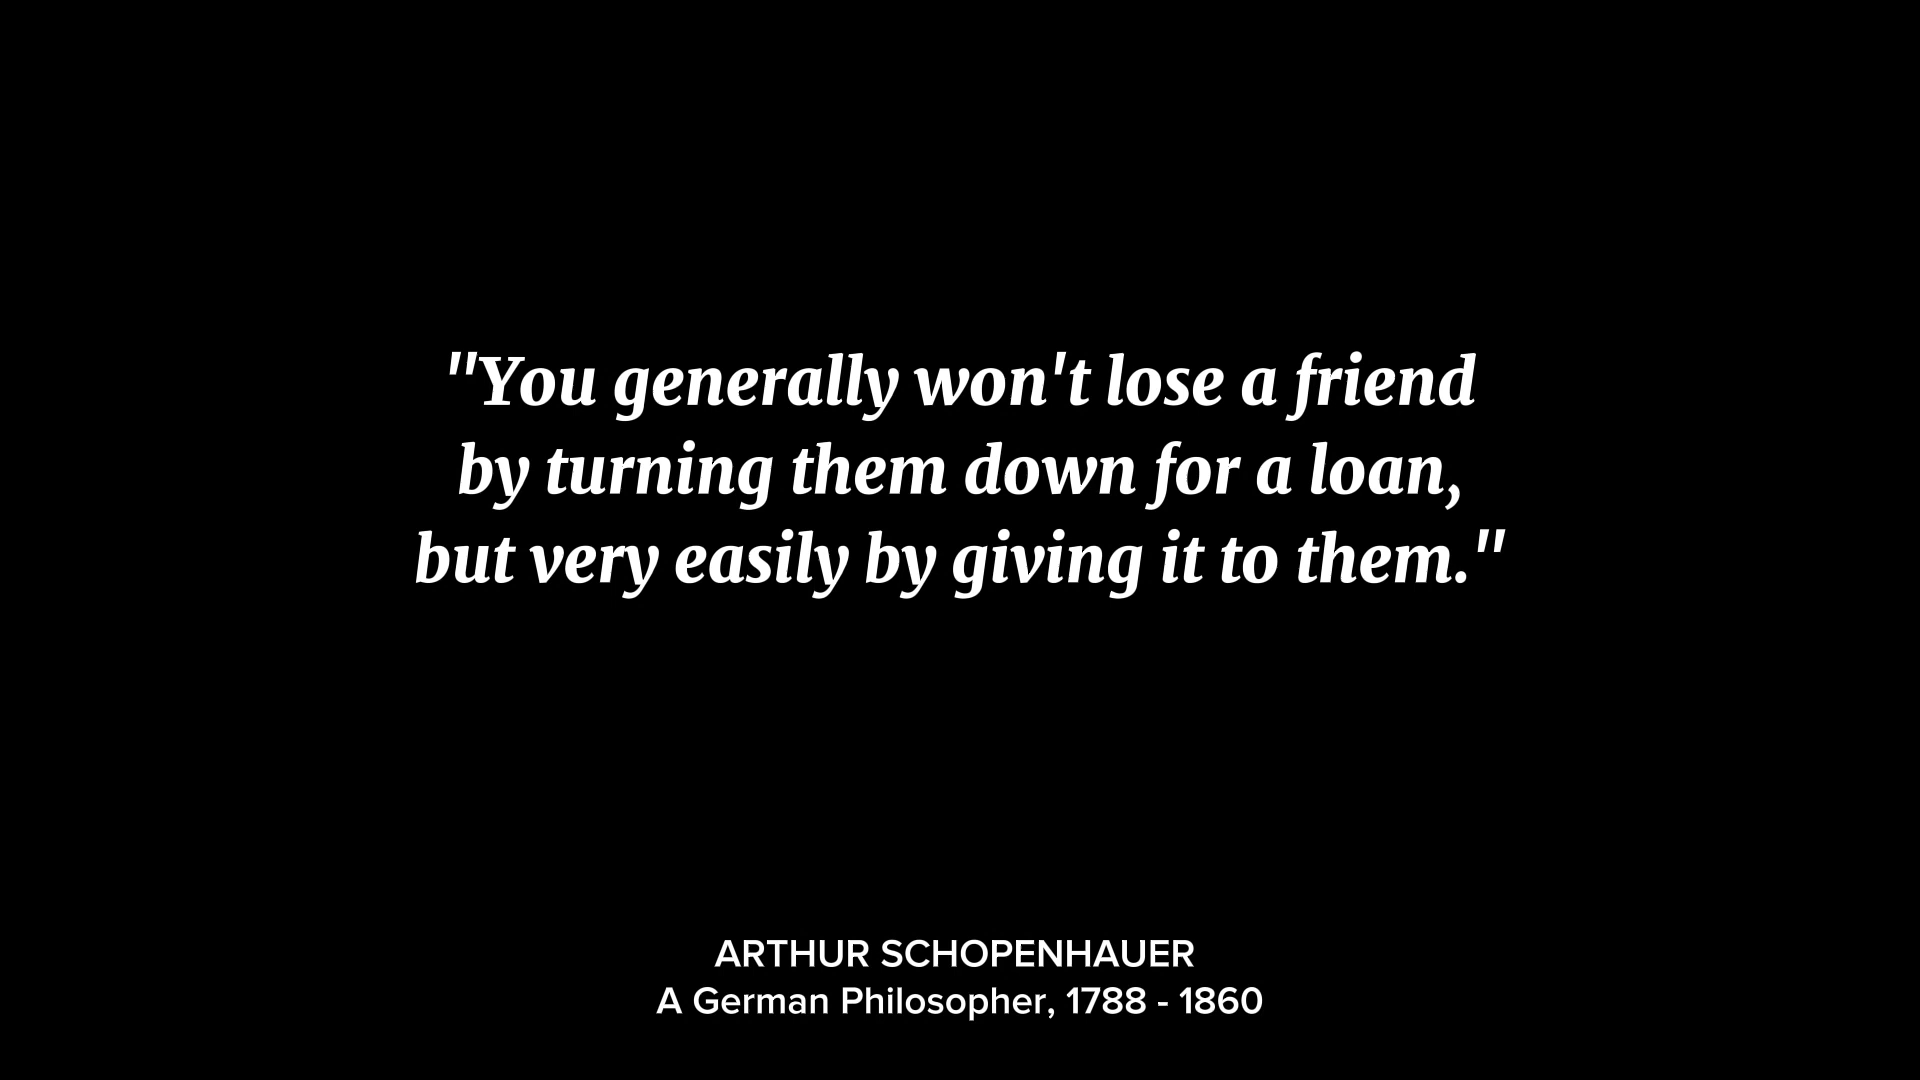 "You generally won't lose a friend
by turning them down for a loan,
but very easily by giving it to them."
ARTHUR SCHOPENHAUER
A German Philosopher, 1788 - 1860